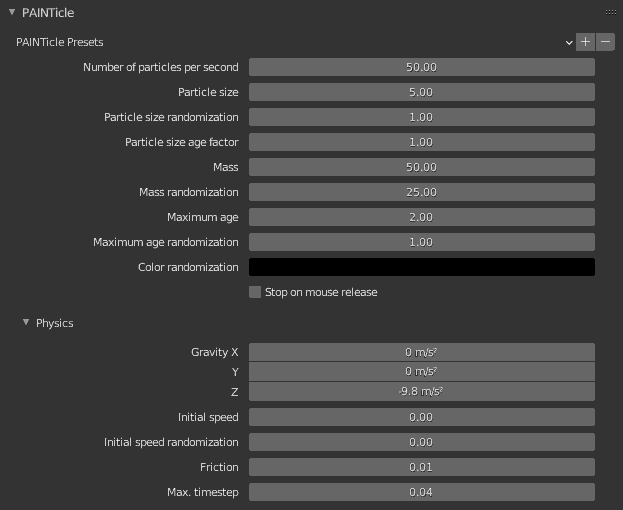 PAINTicle
PAINTicle Presets
Number of particles per second 50.00
Particle size 5.00
Particle size randomization 1.00
Particle size age factor 1.00
Mass 50.00
Mass randomization 25.00
Maximum age 2.00
Maximum age randomization 1.00
Color randomization
Stop on mouse release
Physics
Gravity X 0 m/s²
Y 0 m/s²
Z -9.8 m/s²
Initial speed 0.00
Initial speed randomization 0.00
Friction 0.01
Max. timestep 0.04